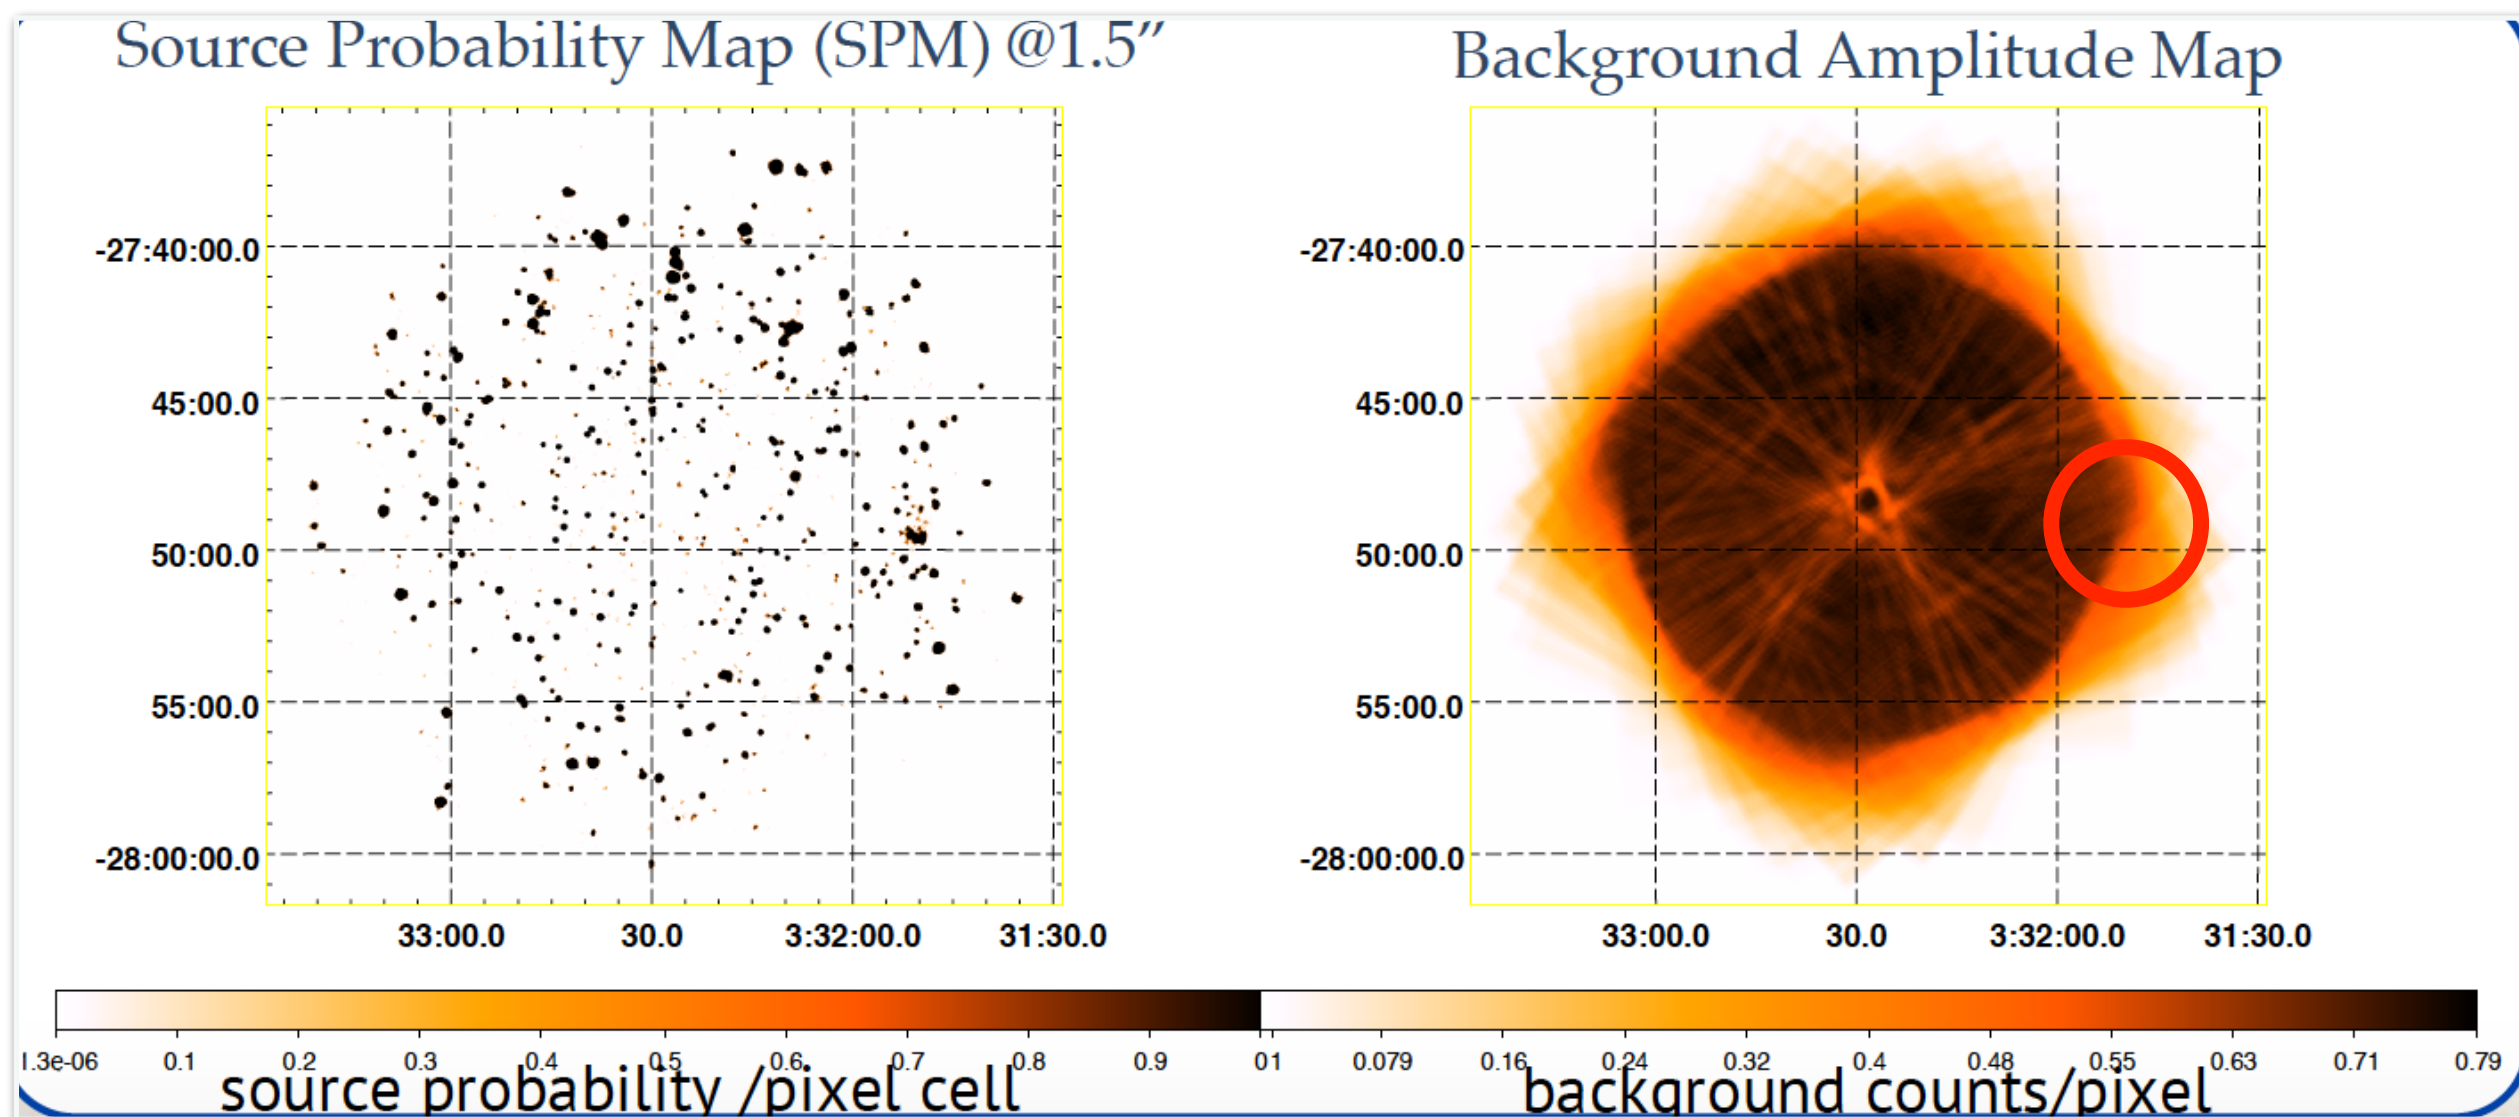 Source Probability Map (SPM) @1.5”
Background Amplitude Map
-27:40:00.0
45:00.0
50:00.0
55:00.0
-28:00:00.0
33:00.0 30.0 3:32:00.0 31:30.0
-27:40:00.0
45:00.0
50:00.0
55:00.0
-28:00:00.0
33:00.0 30.0 3:32:00.0 31:30.0
1.3e-06 0.1 0.2 0.3 0.4 0.5 0.6 0.7 0.8 0.9 01 0.079 0.16 0.24 0.32 0.4 0.48 0.55 0.63 0.71 0.79
source probability /pixel cell
background counts/pixel